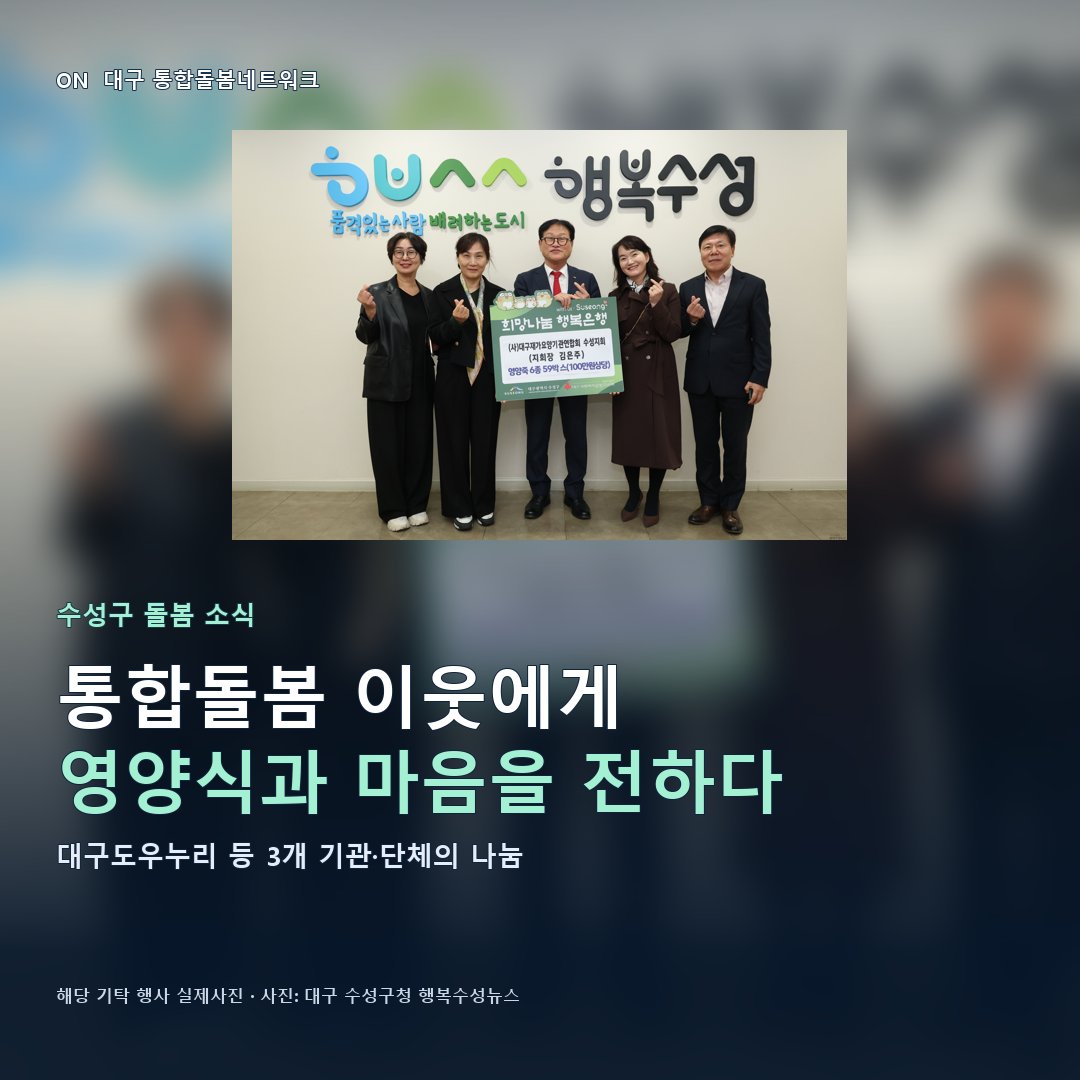 ON 대구 통합돌봄네트워크
행복수성
품격있는사람 배려하는도시
Suseong
희망나눔 행복은행
(사)대구재가요양기관연합회 수성지회
(지회장 김은주)
영양죽 6종 59박스(100만원상당)
수성구 돌봄 소식
통합돌봄 이웃에게
영양식과 마음을 전하다
대구도우누리 등 3개 기관·단체의 나눔
해당 기탁 행사 실제사진 · 사진: 대구 수성구청 행복수성뉴스